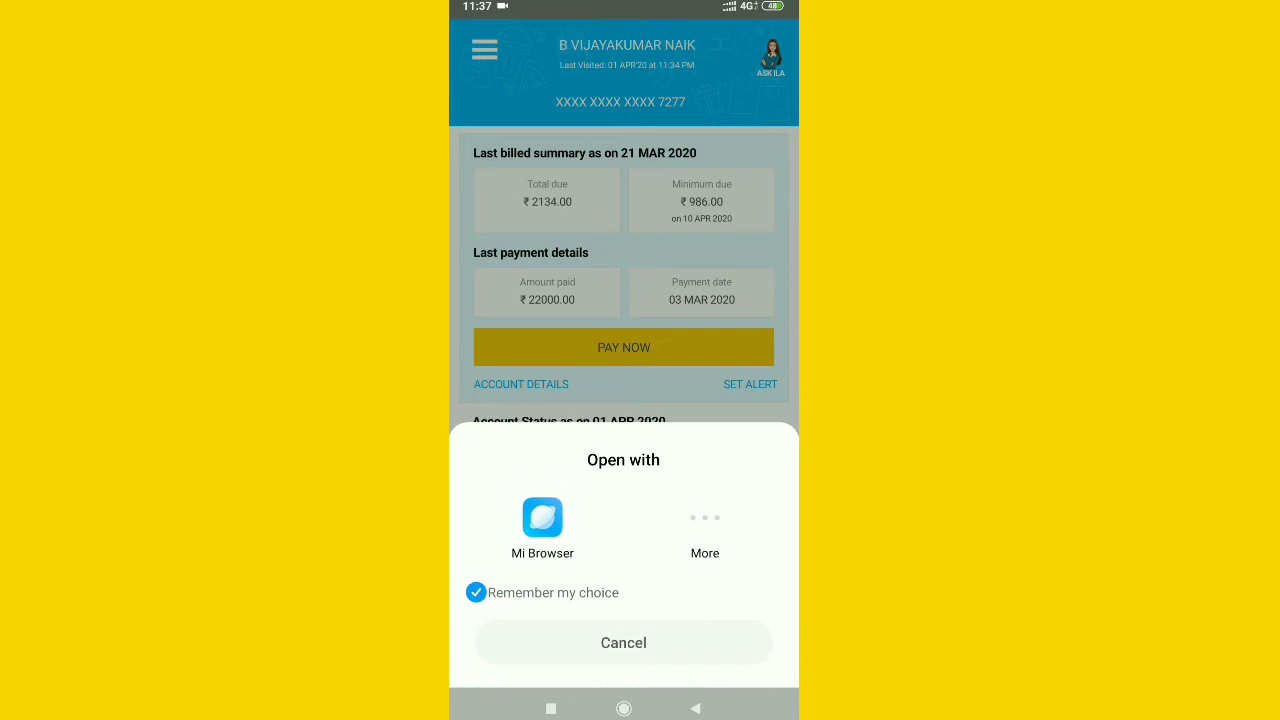 11:37
4G
48
B VIJAYAKUMAR NAIK
Last Visited: 01 APR'20 at 11:34 PM
ASK ILA
XXXX XXXX XXXX 7277
Last billed summary as on 21 MAR 2020
Total due
₹ 2134.00
Minimum due
₹ 986.00
on 10 APR 2020
Last payment details
Amount paid
₹ 22000.00
Payment date
03 MAR 2020
PAY NOW
ACCOUNT DETAILS
SET ALERT
Account Status as on 01 APR 2020
Open with
Mi Browser
More
Remember my choice
Cancel